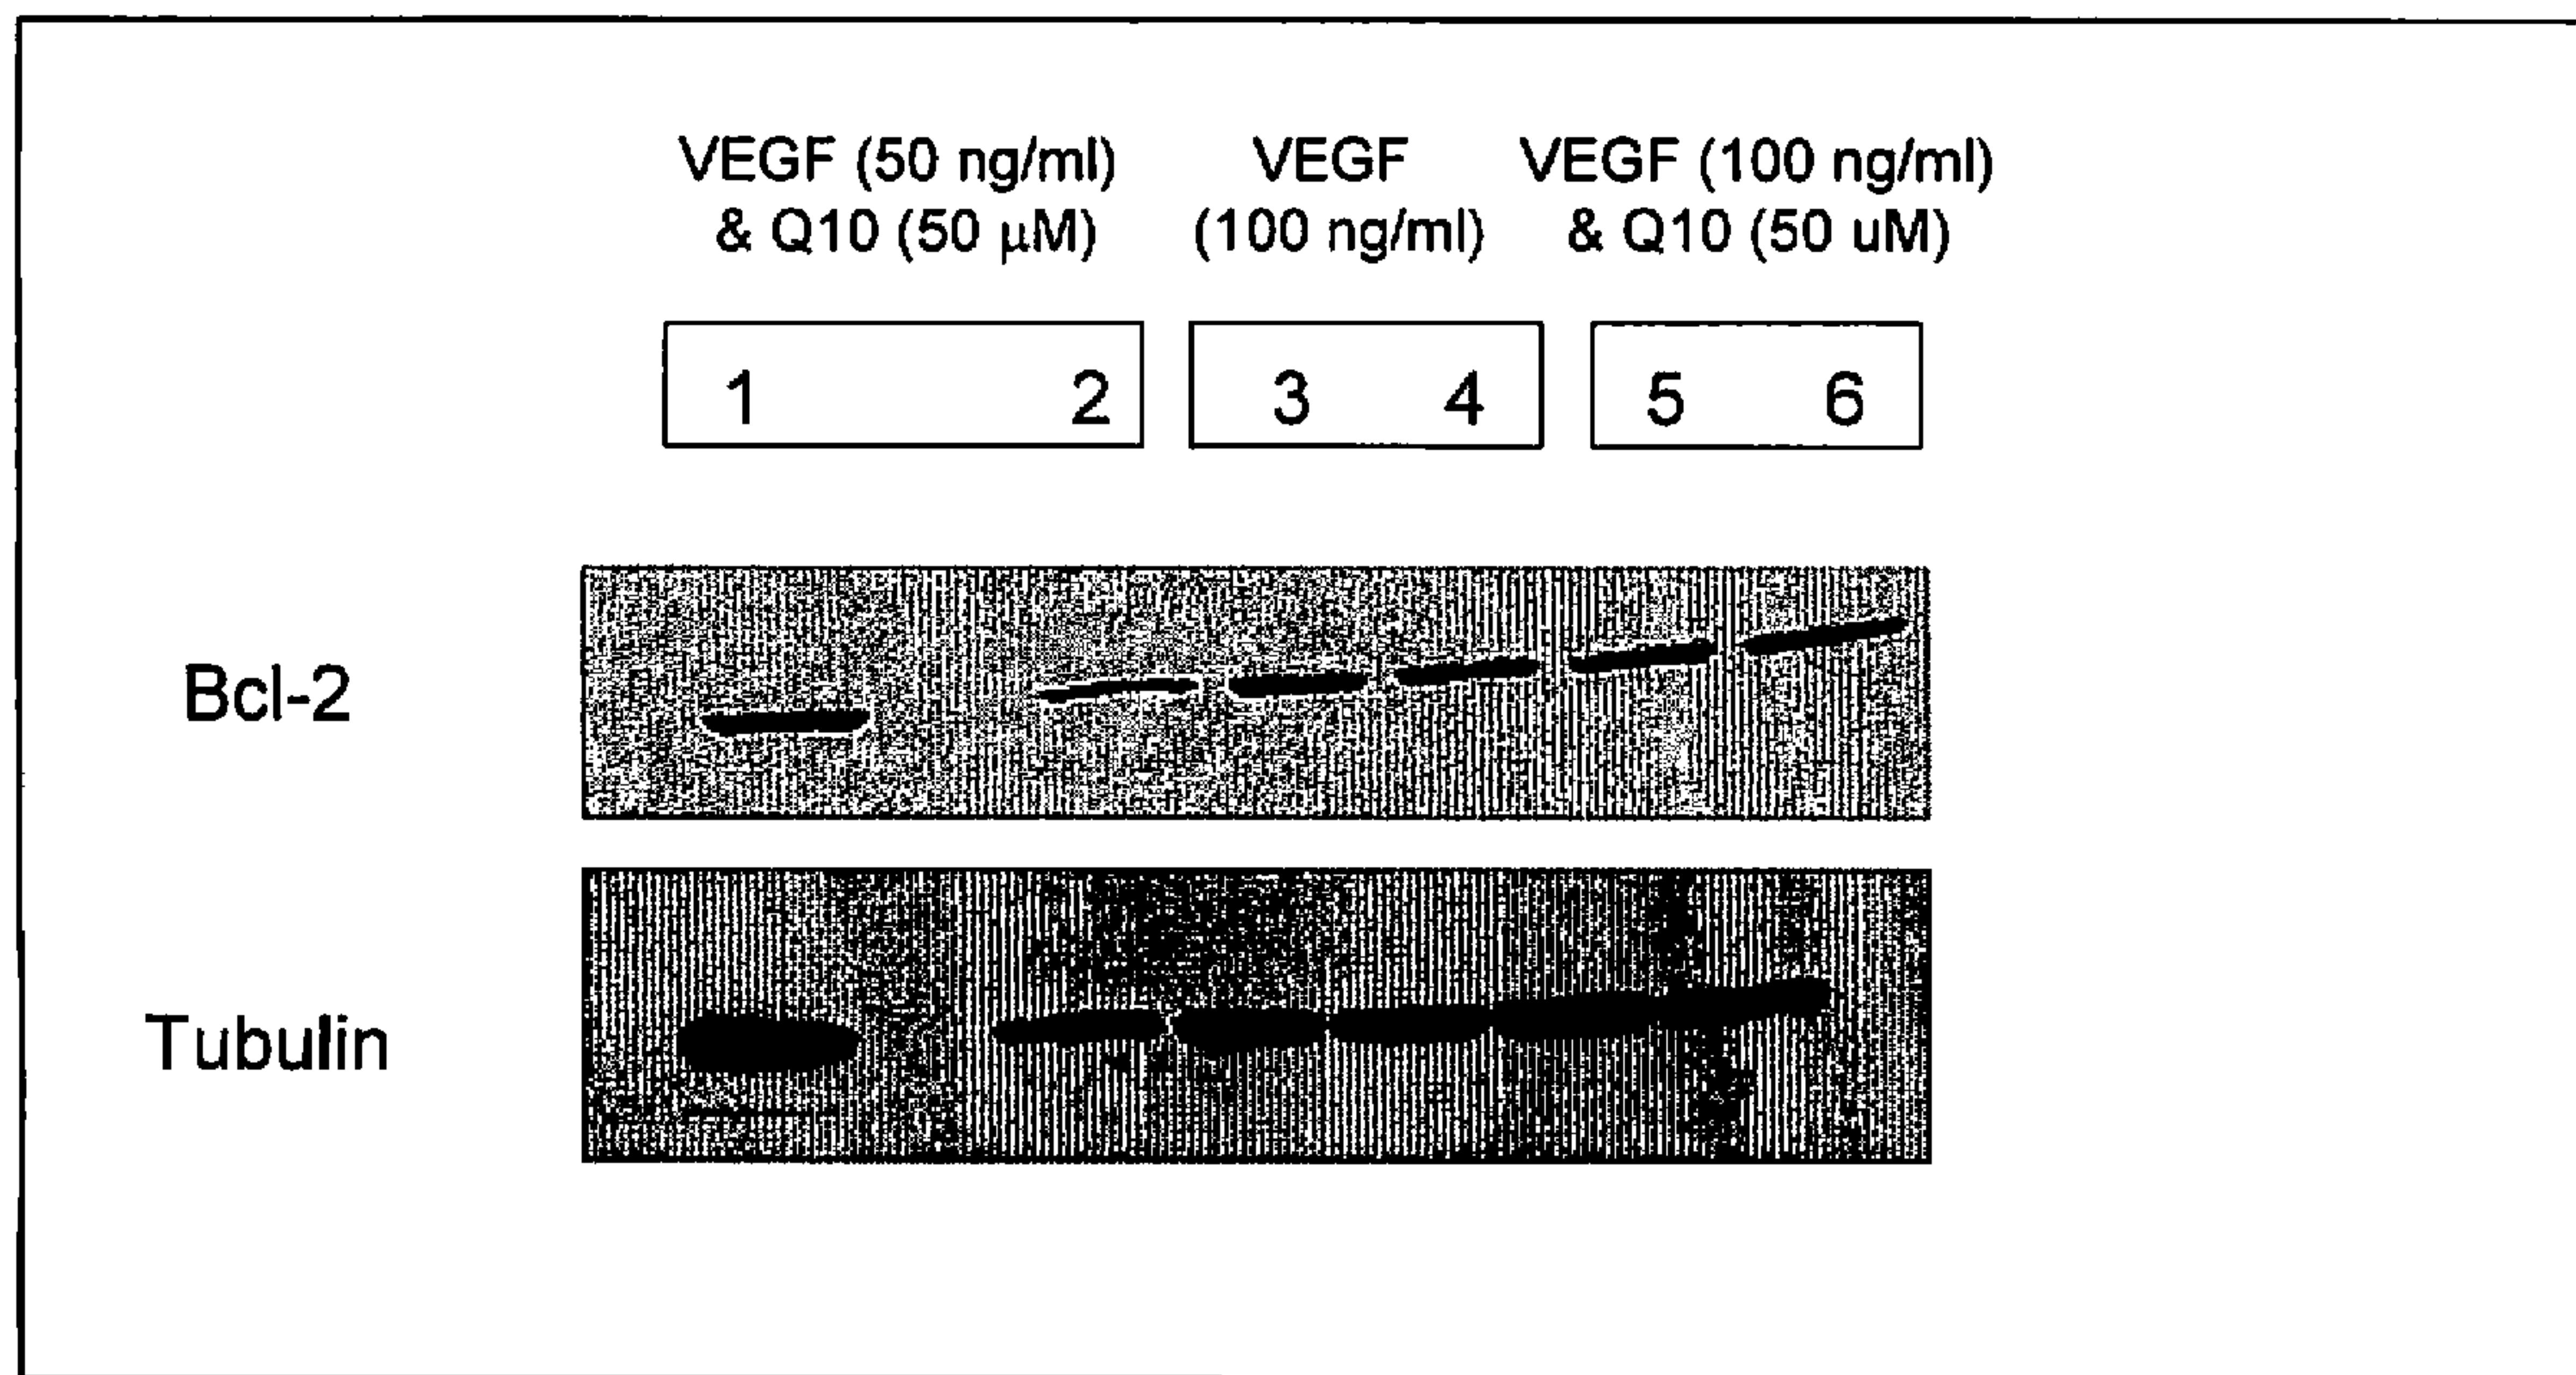 VEGF (50 ng/ml)
& Q10 (50 µM)
VEGF
(100 ng/ml)
VEGF (100 ng/ml)
& Q10 (50 uM)
1 2 3 4 5 6
Bcl-2
Tubulin